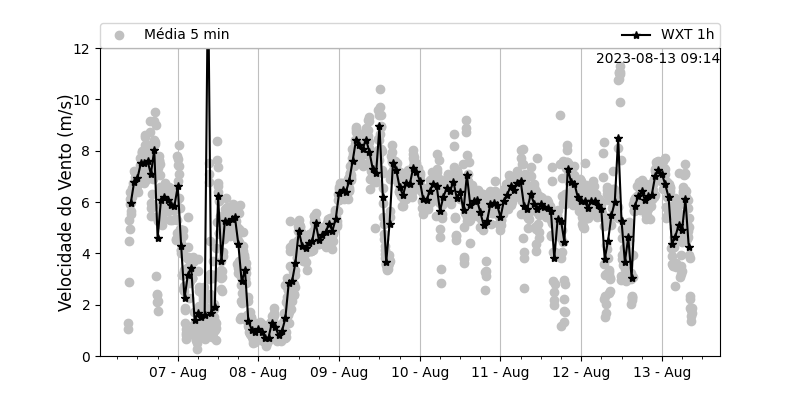 Média 5 min
WXT 1h
2023-08-13 09:14
Velocidade do Vento (m/s)
12
10
8
6
4
2
0
07 - Aug
08 - Aug
09 - Aug
10 - Aug
11 - Aug
12 - Aug
13 - Aug